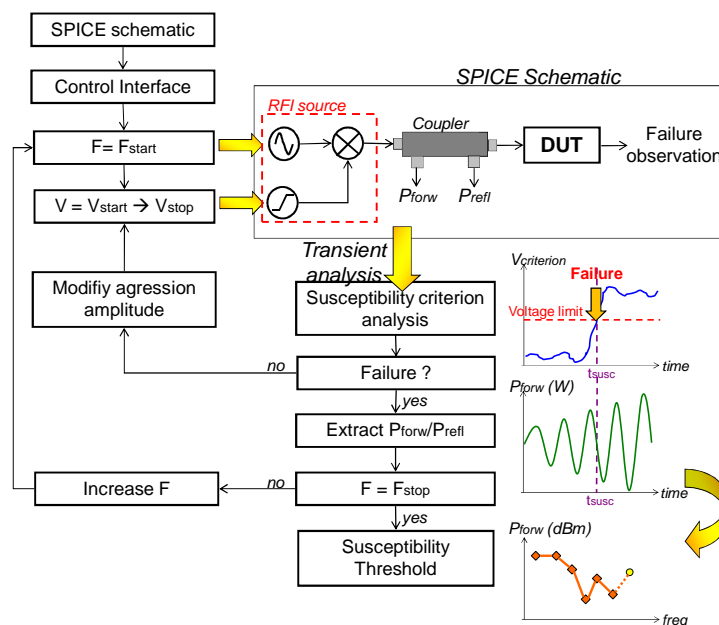 SPICE schematic
Control Interface
F= Fstart
V = Vstart → Vstop
Modifiy agression
amplitude
Increase F
SPICE Schematic
RFI source
Coupler
DUT
Failure
observation
Pforw
Prefl
Transient
analysis
Susceptibility criterion
analysis
no
Failure ?
yes
Extract Pforw/Prefl
no
F = Fstop
yes
Susceptibility
Threshold
Vcriterion
Failure
Voltage limit
time
tsusc
Pforw (W)
time
tsusc
Pforw (dBm)
freq